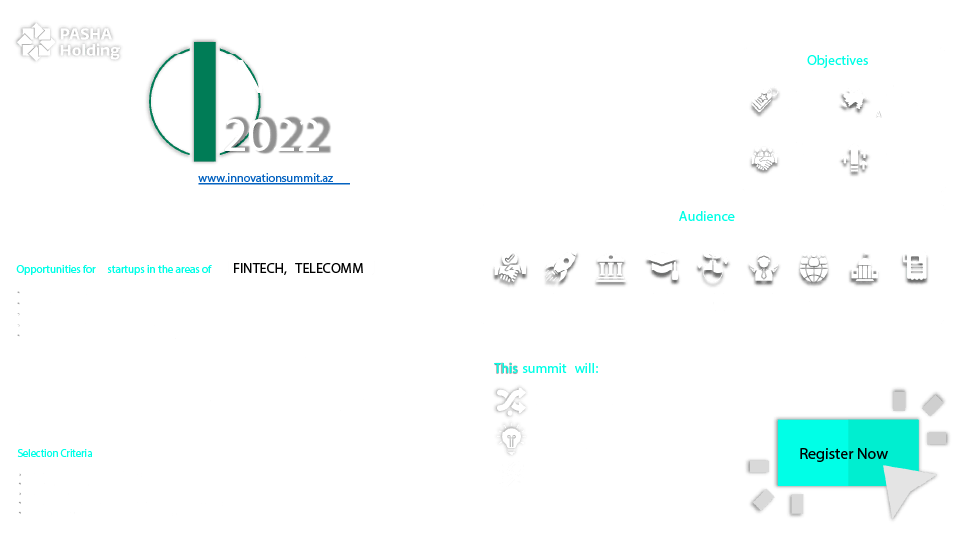 PASHA
Holding
2022
www.innovationsummit.az
Objectives
Audience
Opportunities for startups in the areas of FINTECH, TELECOMM
This summit will:
Selection Criteria
Register Now